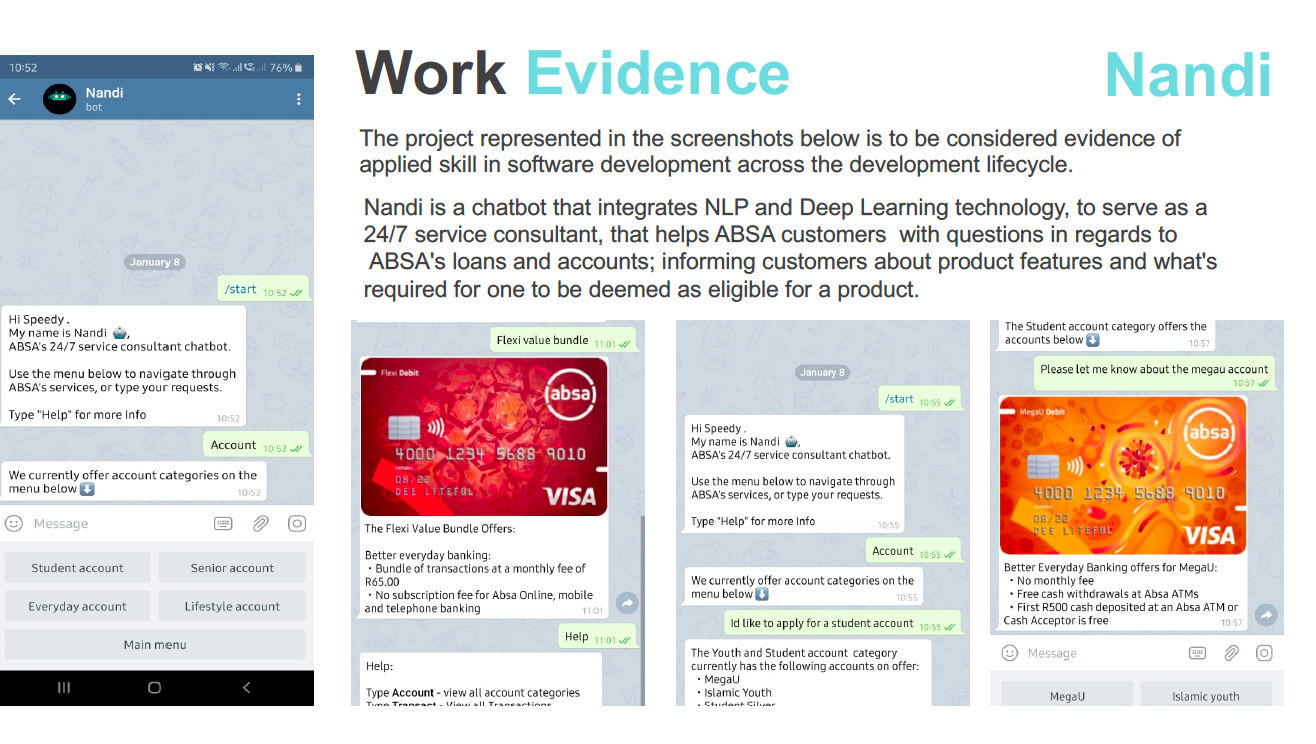 Work Evidence
Nandi
The project represented in the screenshots below is to be considered evidence of
applied skill in software development across the development lifecycle.
Nandi is a chatbot that integrates NLP and Deep Learning technology, to serve as a
24/7 service consultant, that helps ABSA customers with questions in regards to
ABSA's loans and accounts; informing customers about product features and what's
required for one to be deemed as eligible for a product.
10:52
76%
Nandi
bot
January 8
/start 10:52
Hi Speedy .
My name is Nandi 🤖,
ABSA's 24/7 service consultant chatbot.
Use the menu below to navigate through
ABSA's services, or type your requests.
Type "Help" for more Info
10:52
Account 10:52
We currently offer account categories on the
menu below ⬇️
10:52
Message
Student account
Senior account
Everyday account
Lifestyle account
Main menu
Flexi value bundle 11:01
Flexi Debit
absa
4000 1234 5688 9010
08/22
DEE LITEFUL
VISA
The Flexi Value Bundle Offers:
Better everyday banking:
• Bundle of transactions at a monthly fee of
R65.00
• No subscription fee for Absa Online, mobile
and telephone banking
11:01
Help 11:01
Help:
Type Account - view all account categories
Type Transact - View all Transactions
January 8
/start 10:55
Hi Speedy .
My name is Nandi 🤖,
ABSA's 24/7 service consultant chatbot.
Use the menu below to navigate through
ABSA's services, or type your requests.
Type "Help" for more Info
10:55
Account 10:55
We currently offer account categories on the
menu below ⬇️
10:55
Id like to apply for a student account 10:55
The Youth and Student account category
currently has the following accounts on offer:
• MegaU
• Islamic Youth
• Student Silver
The Student account category offers the
accounts below ⬇️
10:57
Please let me know about the megau account
10:57
MegaU Debit
absa
4000 1234 5688 9010
08/22
DEE LITEFUL
VISA
Better Everyday Banking offers for MegaU:
• No monthly fee
• Free cash withdrawals at Absa ATMs
• First R500 cash deposited at an Absa ATM or
Cash Acceptor is free
10:57
Message
MegaU
Islamic youth